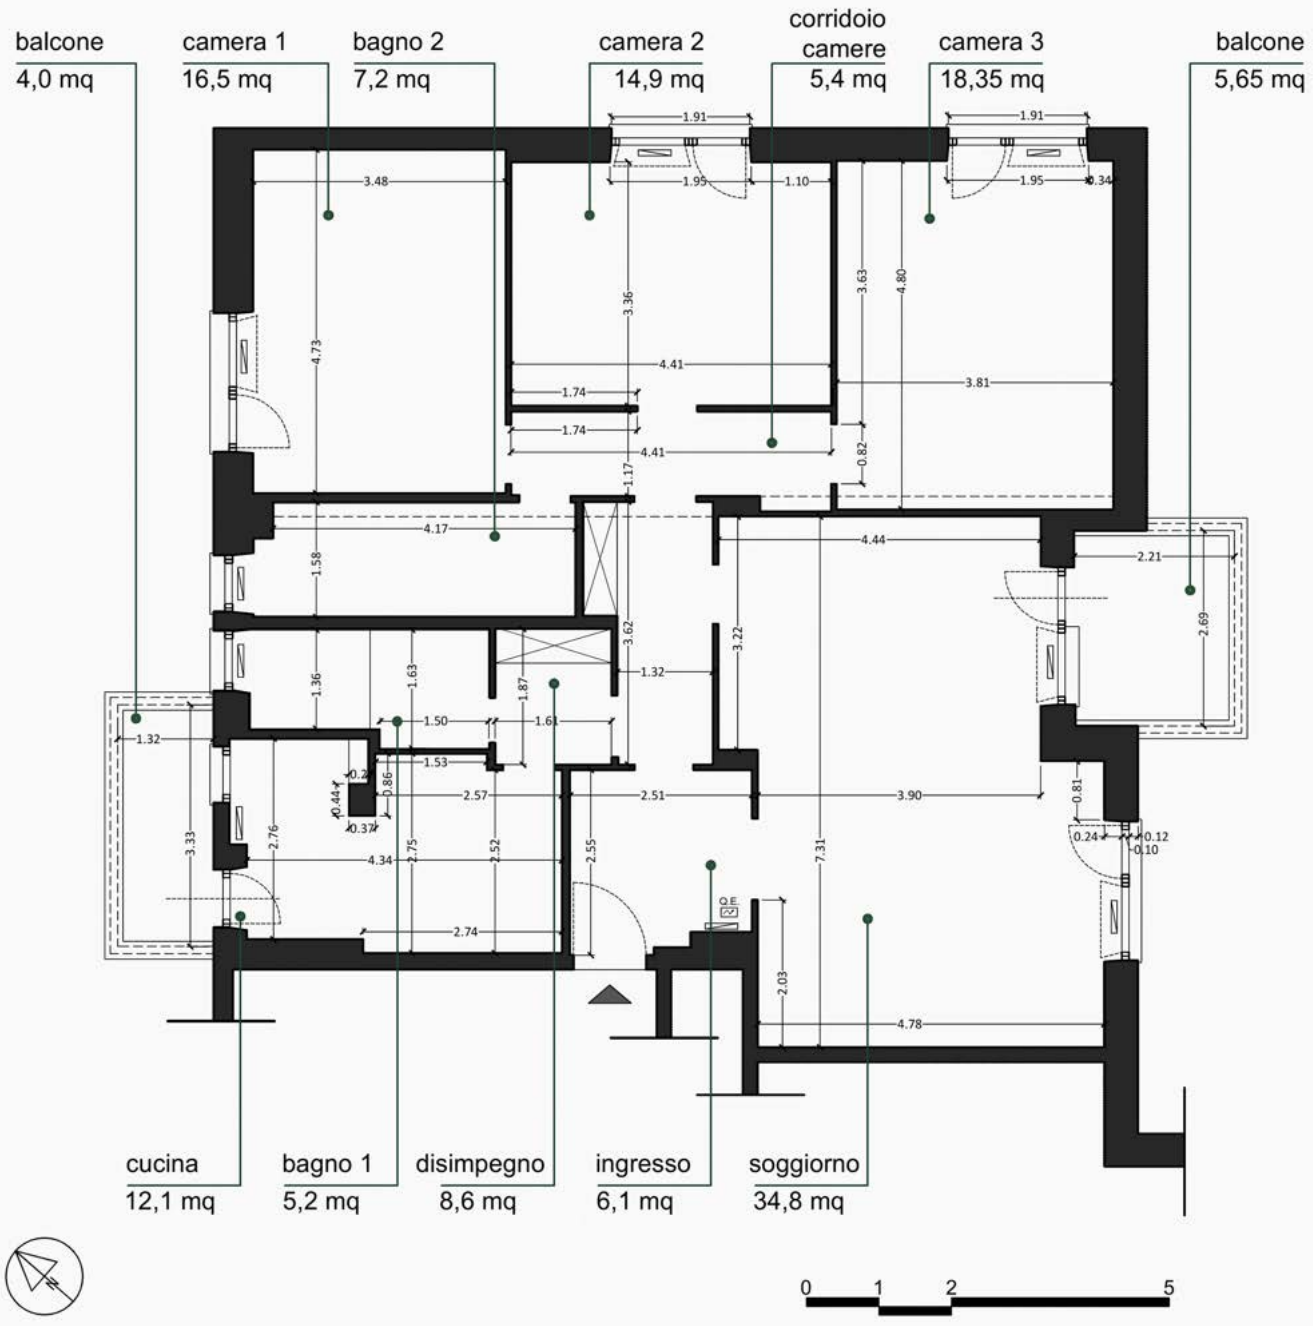 balcone
4,0 mq
camera 1
16,5 mq
bagno 2
7,2 mq
camera 2
14,9 mq
corridoio
camere
5,4 mq
camera 3
18,35 mq
balcone
5,65 mq
1.91
1.91
3.48
1.95
1.10
1.95
0.34
3.63
4.80
3.36
4.73
4.41
3.81
1.74
1.74
4.41
0.82
1.17
4.17
4.44
2.21
1.58
3.62
3.22
2.69
1.36
1.63
1.87
1.32
1.50
1.61
1.32
1.53
0.2
0.86
0.44
2.57
2.51
3.90
0.81
0.37
3.33
2.76
4.34
2.75
2.52
2.55
7.31
0.24
0.12
0.10
Q.E.
2.74
2.03
4.78
cucina
12,1 mq
bagno 1
5,2 mq
disimpegno
8,6 mq
ingresso
6,1 mq
soggiorno
34,8 mq
N
0 1 2 5